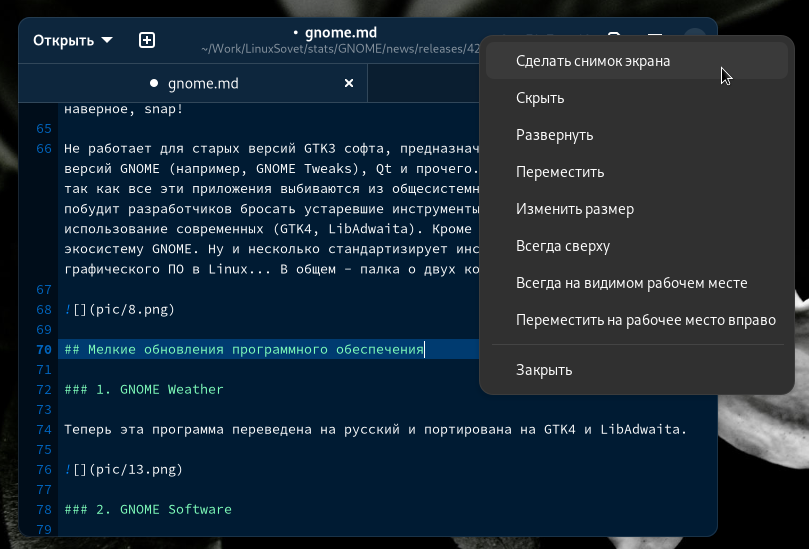 Открыть
• gnome.md
~/Work/LinuxSovet/stats/GNOME/news/releases/42
● gnome.md ×
наверное, snap!
65
66 Не работает для старых версий GTK3 софта, предназнач
версий GNOME (например, GNOME Tweaks), Qt и прочего.
так как все эти приложения выбиваются из общесистемн
побудит разработчиков бросать устаревшие инструменты
использование современных (GTK4, LibAdwaita). Кроме
экосистему GNOME. Ну и несколько стандартизирует инс
графического ПО в Linux... В общем - палка о двух ко
67
68 ![](pic/8.png)
69
70 ## Мелкие обновления программного обеспечения
71
72 ### 1. GNOME Weather
73
74 Теперь эта программа переведена на русский и портирована на GTK4 и LibAdwaita.
75
76 ![](pic/13.png)
77
78 ### 2. GNOME Software
79
Сделать снимок экрана
Скрыть
Развернуть
Переместить
Изменить размер
Всегда сверху
Всегда на видимом рабочем месте
Переместить на рабочее место вправо
Закрыть